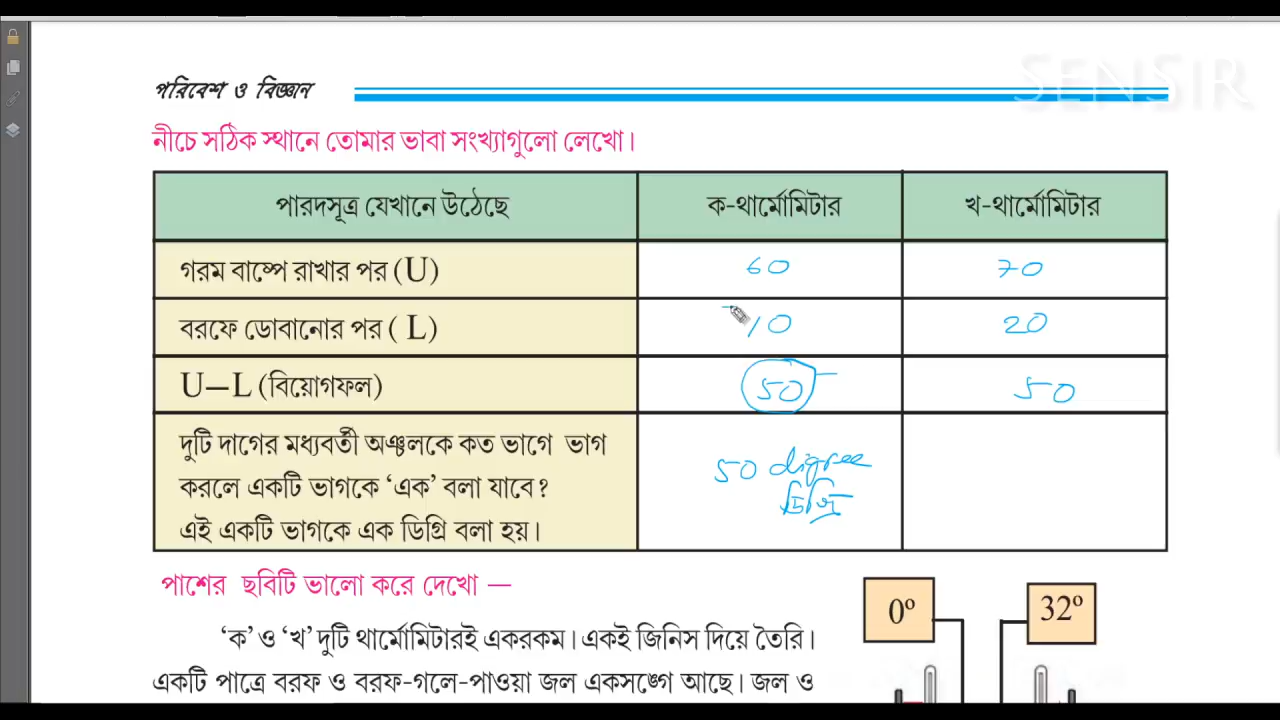 SENSIR
পরিবেশ ও বিজ্ঞান
নীচে সঠিক স্থানে তোমার ভাবা সংখ্যাগুলো লেখো।
পারদসূত্র যেখানে উঠেছে ক-থার্মোমিটার খ-থার্মোমিটার
গরম বাষ্পে রাখার পর (U) 60 70
বরফে ডোবানোর পর ( L) 10 20
U—L (বিয়োগফল) 50 50
দুটি দাগের মধ্যবর্তী অঞ্চলকে কত ভাগে ভাগ
করলে একটি ভাগকে ‘এক’ বলা যাবে?
এই একটি ভাগকে এক ডিগ্রি বলা হয়।
50 digree
ডিগ্রি
পাশের ছবিটি ভালো করে দেখো —
0º 32º
‘ক’ ও ‘খ’ দুটি থার্মোমিটারই একরকম। একই জিনিস দিয়ে তৈরি।
একটি পাত্রে বরফ ও বরফ-গলে-পাওয়া জল একসঙ্গে আছে। জল ও